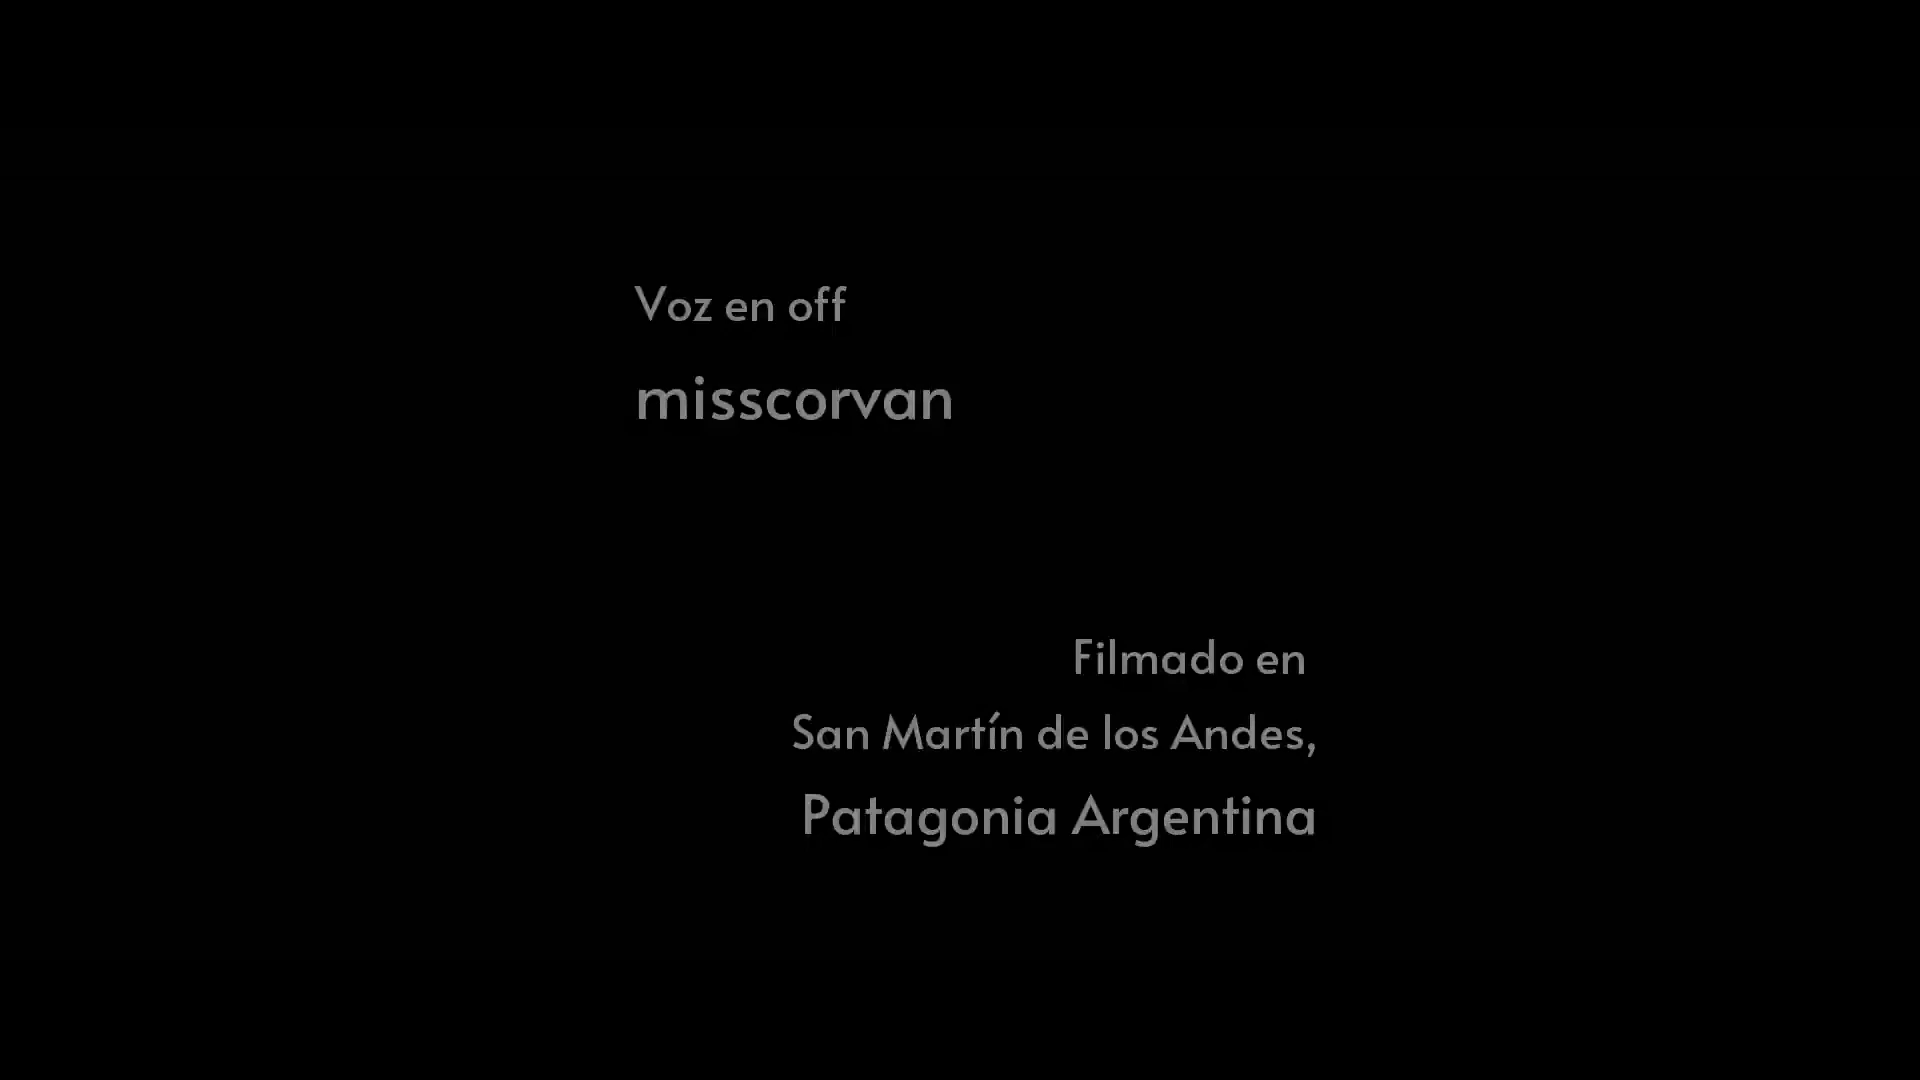 Voz en off
misscorvan
Filmado en
San Martín de los Andes,
Patagonia Argentina